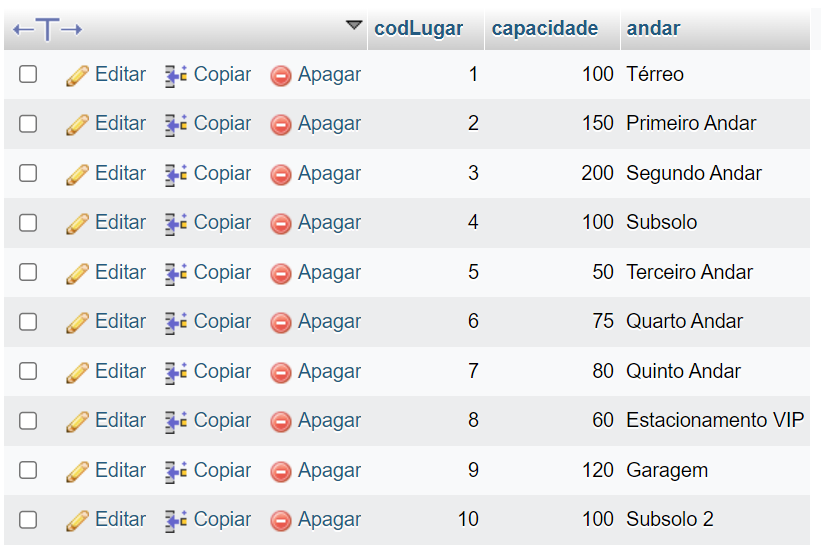 codLugar capacidade andar
Editar Copiar Apagar 1 100 Térreo
Editar Copiar Apagar 2 150 Primeiro Andar
Editar Copiar Apagar 3 200 Segundo Andar
Editar Copiar Apagar 4 100 Subsolo
Editar Copiar Apagar 5 50 Terceiro Andar
Editar Copiar Apagar 6 75 Quarto Andar
Editar Copiar Apagar 7 80 Quinto Andar
Editar Copiar Apagar 8 60 Estacionamento VIP
Editar Copiar Apagar 9 120 Garagem
Editar Copiar Apagar 10 100 Subsolo 2